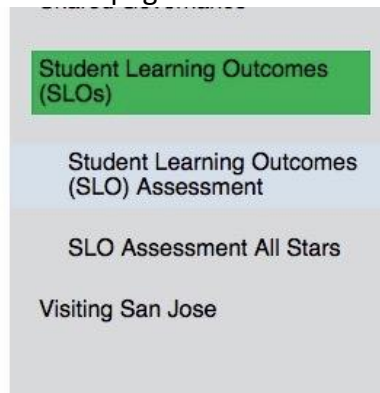 Student Learning Outcomes
(SLOs)
Student Learning Outcomes
(SLO) Assessment
SLO Assessment All Stars
Visiting San Jose